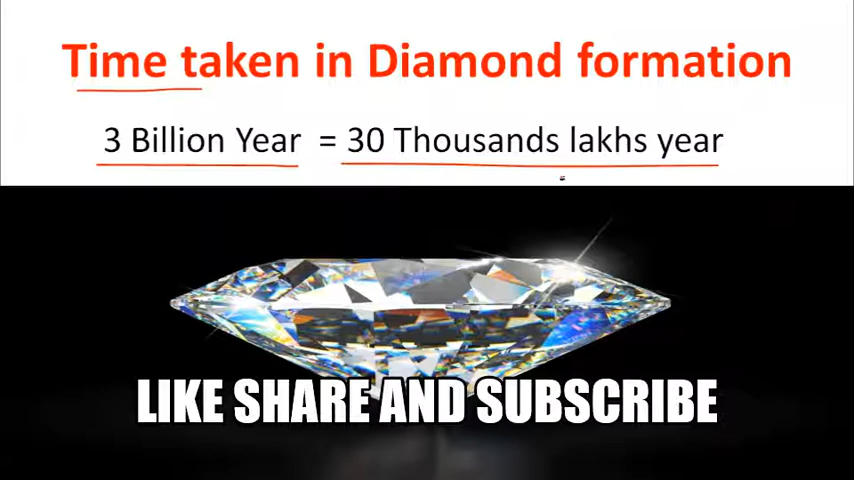 Time taken in Diamond formation
3 Billion Year = 30 Thousands lakhs year
LIKE SHARE AND SUBSCRIBE